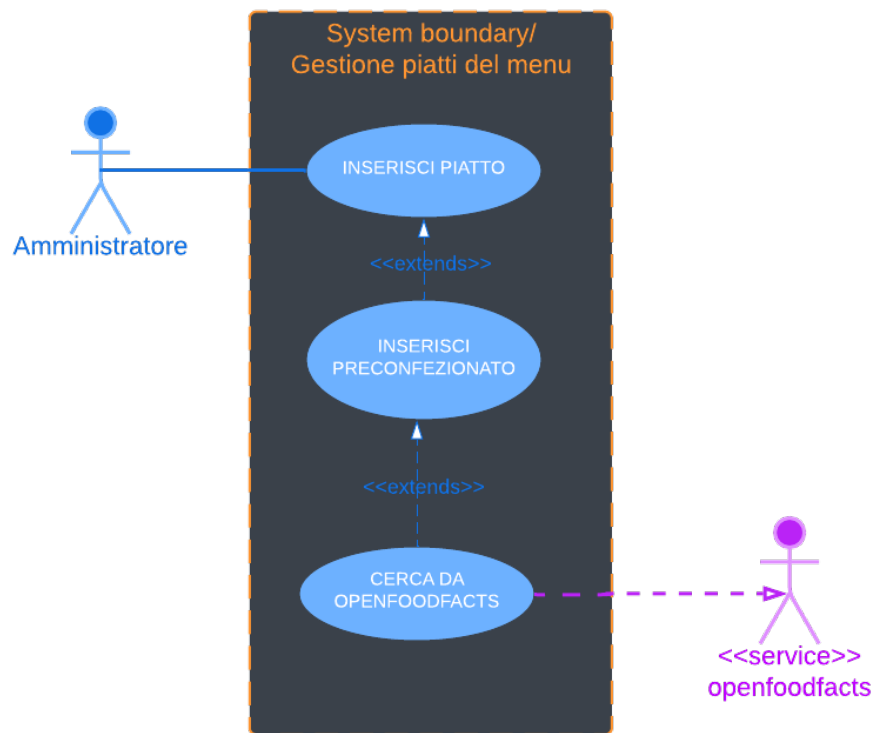 System boundary/
Gestione piatti del menu
INSERISCI PIATTO
Amministratore
<<extends>>
INSERISCI
PRECONFEZIONATO
<<extends>>
CERCA DA
OPENFOODFACTS
<<service>>
openfoodfacts